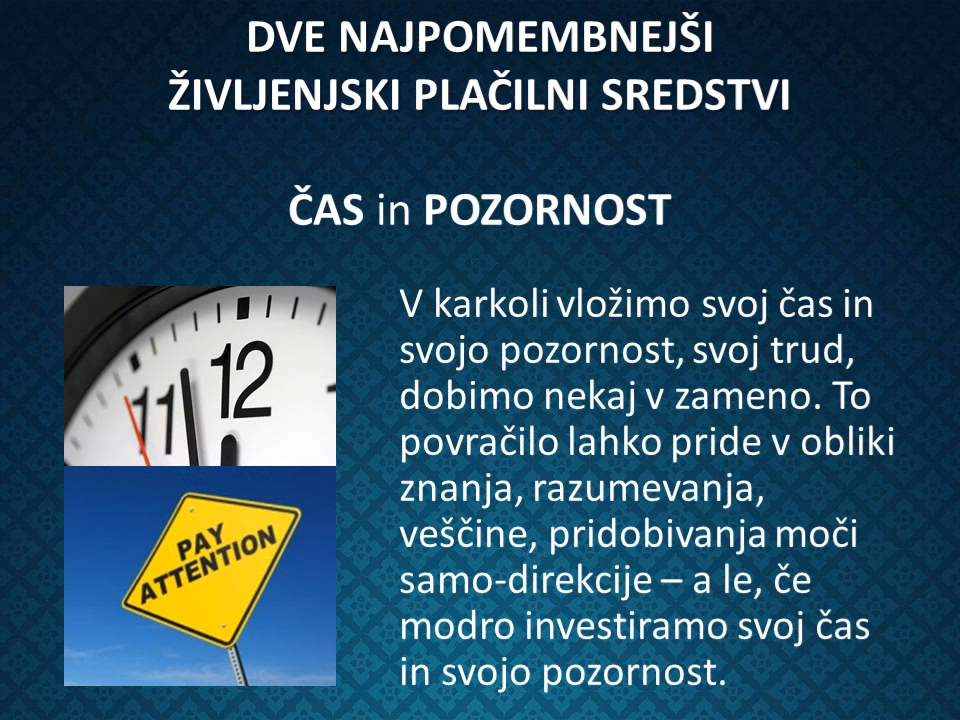 DVE NAJPOMEMBNEJŠI
ŽIVLJENJSKI PLAČILNI SREDSTVI
ČAS in POZORNOST
V karkoli vložimo svoj čas in
svojo pozornost, svoj trud,
dobimo nekaj v zameno. To
povračilo lahko pride v obliki
znanja, razumevanja,
veščine, pridobivanja moči
samo-direkcije – a le, če
modro investiramo svoj čas
in svojo pozornost.
12
11
PAY
ATTENTION